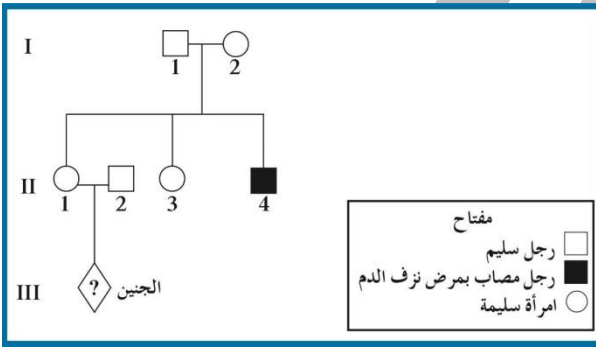 I
1 2
II
1 2 3 4
III
? الجنين
مفتاح
رجل سليم
رجل مصاب بمرض نزف الدم
امرأة سليمة